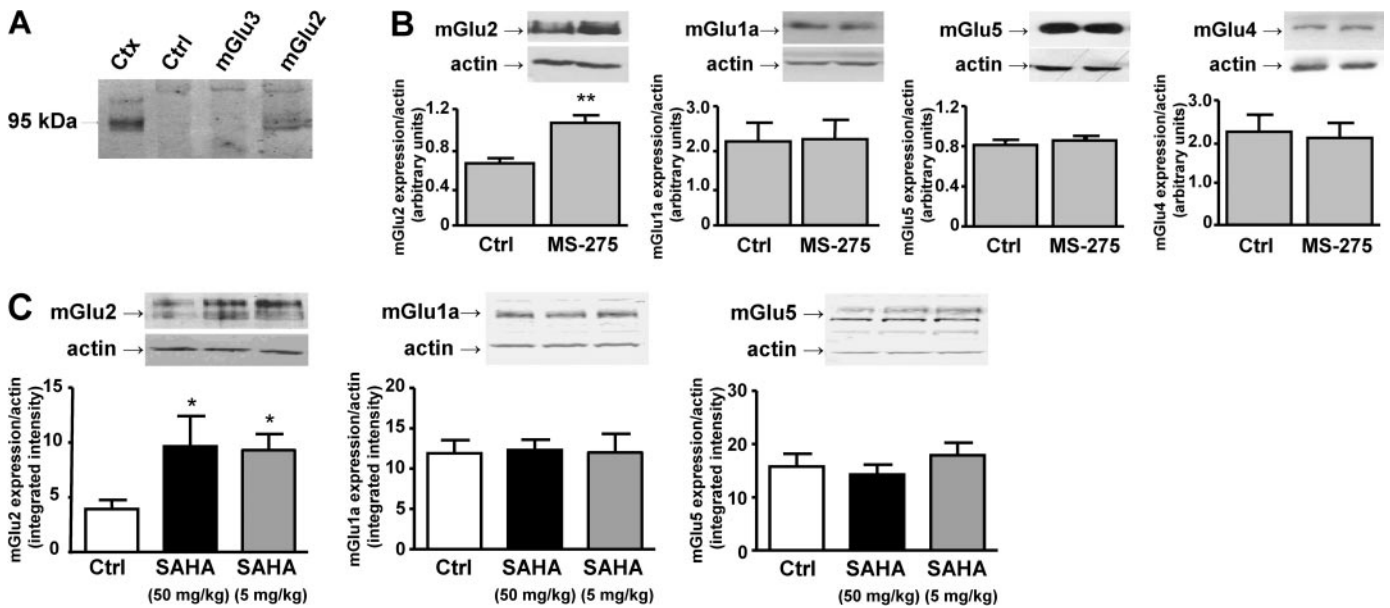 A
Ctx
Ctrl
mGlu3
mGlu2
95 kDa
B
mGlu2 →
actin →
mGlu2 expression/actin
(arbitrary units)
1.2
0.8
0.4
0
**
Ctrl MS-275
mGlu1a→
actin →
mGlu1a expression/actin
(arbitrary units)
3.0
2.0
1.0
0
Ctrl MS-275
mGlu5 →
actin →
mGlu5 expression/actin
(arbitrary units)
1.2
0.8
0.4
0
Ctrl MS-275
mGlu4 →
actin →
mGlu4 expression/actin
(arbitrary units)
3.0
2.0
1.0
0
Ctrl MS-275
C
mGlu2 →
actin →
mGlu2 expression/actin
(integrated intensity)
15
10
5
0
* *
Ctrl SAHA SAHA
(50 mg/kg) (5 mg/kg)
mGlu1a→
actin →
mGlu1a expression/actin
(integrated intensity)
20
15
10
5
0
Ctrl SAHA SAHA
(50 mg/kg) (5 mg/kg)
mGlu5 →
actin →
mGlu5 expression/actin
(integrated intensity)
30
20
10
0
Ctrl SAHA SAHA
(50 mg/kg) (5 mg/kg)